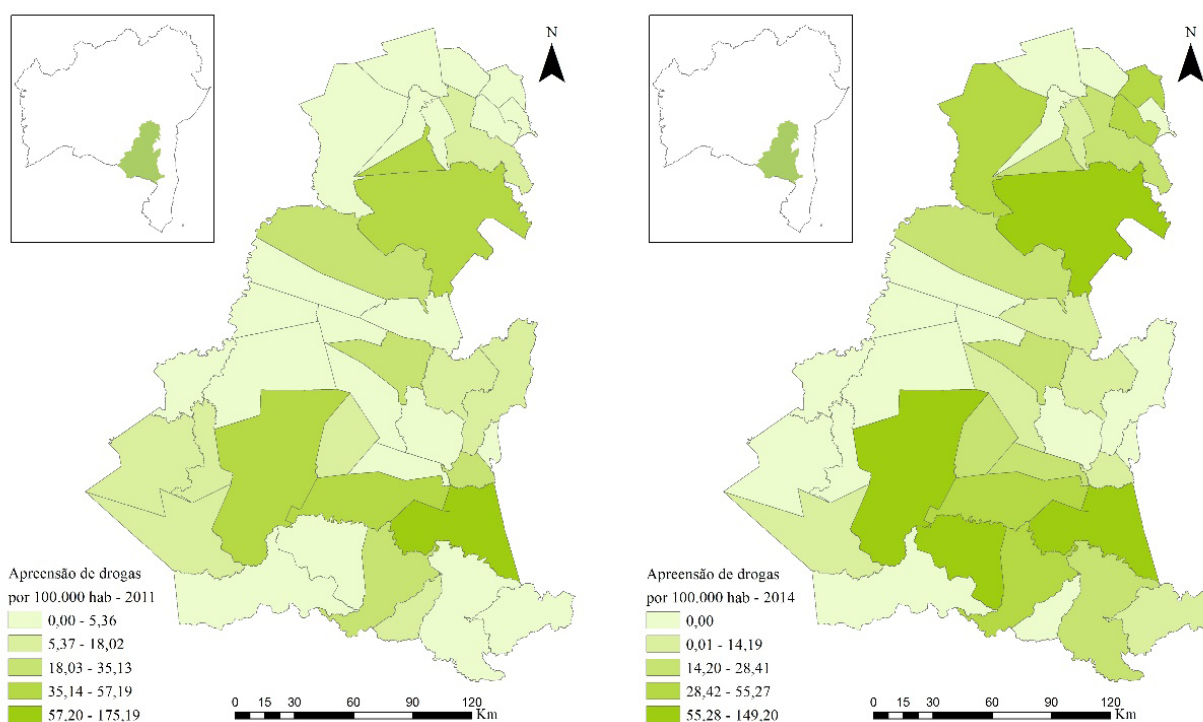 N
Apreensão de drogas
por 100.000 hab - 2011
0,00 - 5,36
5,37 - 18,02
18,03 - 35,13
35,14 - 57,19
57,20 - 175,19
0 15 30 60 90 120
Km
N
Apreensão de drogas
por 100.000 hab - 2014
0,00
0,01 - 14,19
14,20 - 28,41
28,42 - 55,27
55,28 - 149,20
0 15 30 60 90 120
Km